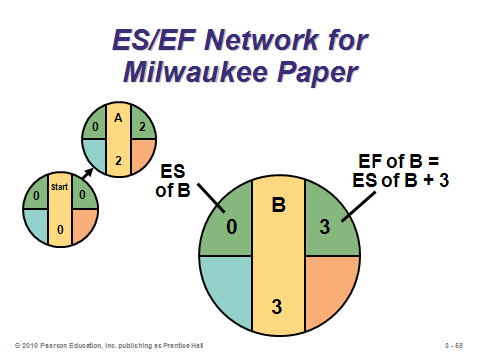 ES/EF Network for
Milwaukee Paper
A
0
2
2
Start
0
0
0
ES
of B
EF of B =
ES of B + 3
B
0
3
3
© 2010 Pearson Education, Inc. publishing as Prentice Hall
3 - 58